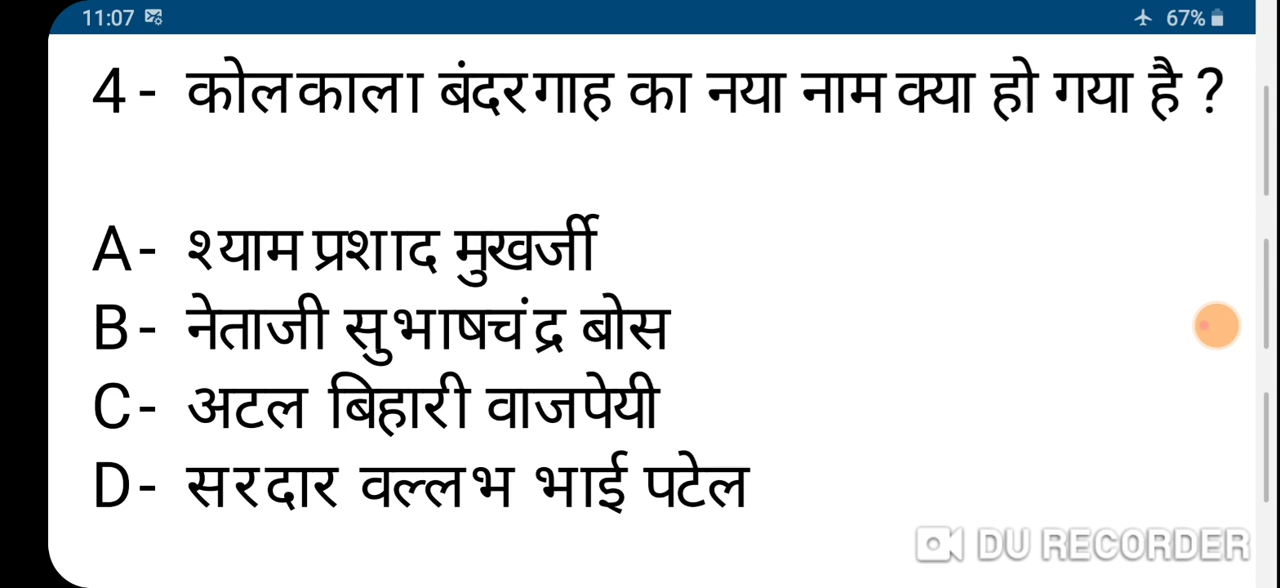 11:07 67%
4- कोलकाला बंदरगाह का नया नाम क्या हो गया है ?
A- श्याम प्रशाद मुखर्जी
B- नेताजी सुभाषचंद्र बोस
C- अटल बिहारी वाजपेयी
D- सरदार वल्लभ भाई पटेल
DU RECORDER